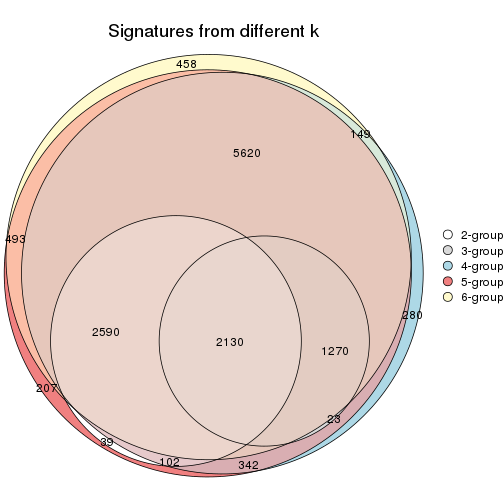 Signatures from different k
458
149
5620
493
2-group
3-group
4-group
5-group
6-group
280
2590
2130
1270
207
23
39
102
342